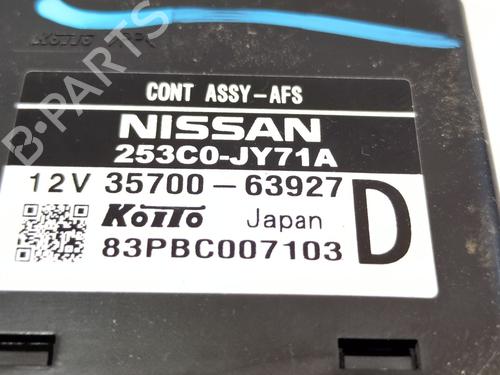 CONT ASSY-AFS
NISSAN
253C0-JY71A
12V 35700-63927
KOITO Japan
D
83PBC007103
B-PARTS